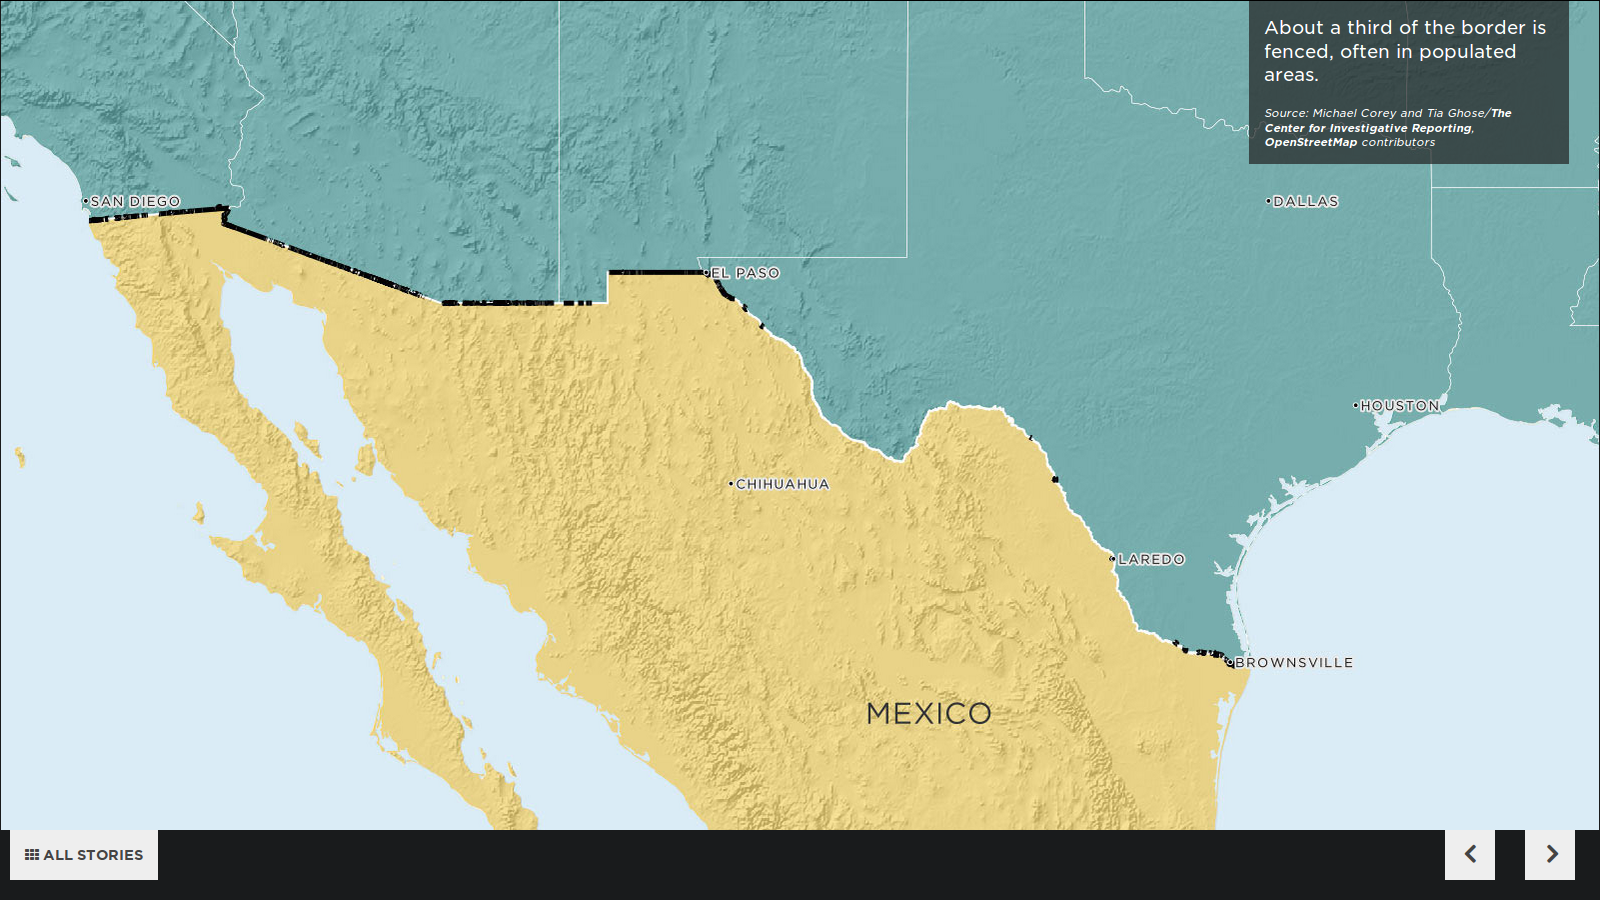 About a third of the border is
fenced, often in populated
areas.
Source: Michael Corey and Tia Ghose/The
Center for Investigative Reporting,
OpenStreetMap contributors
SAN DIEGO
DALLAS
EL PASO
HOUSTON
CHIHUAHUA
LAREDO
BROWNSVILLE
MEXICO
ALL STORIES